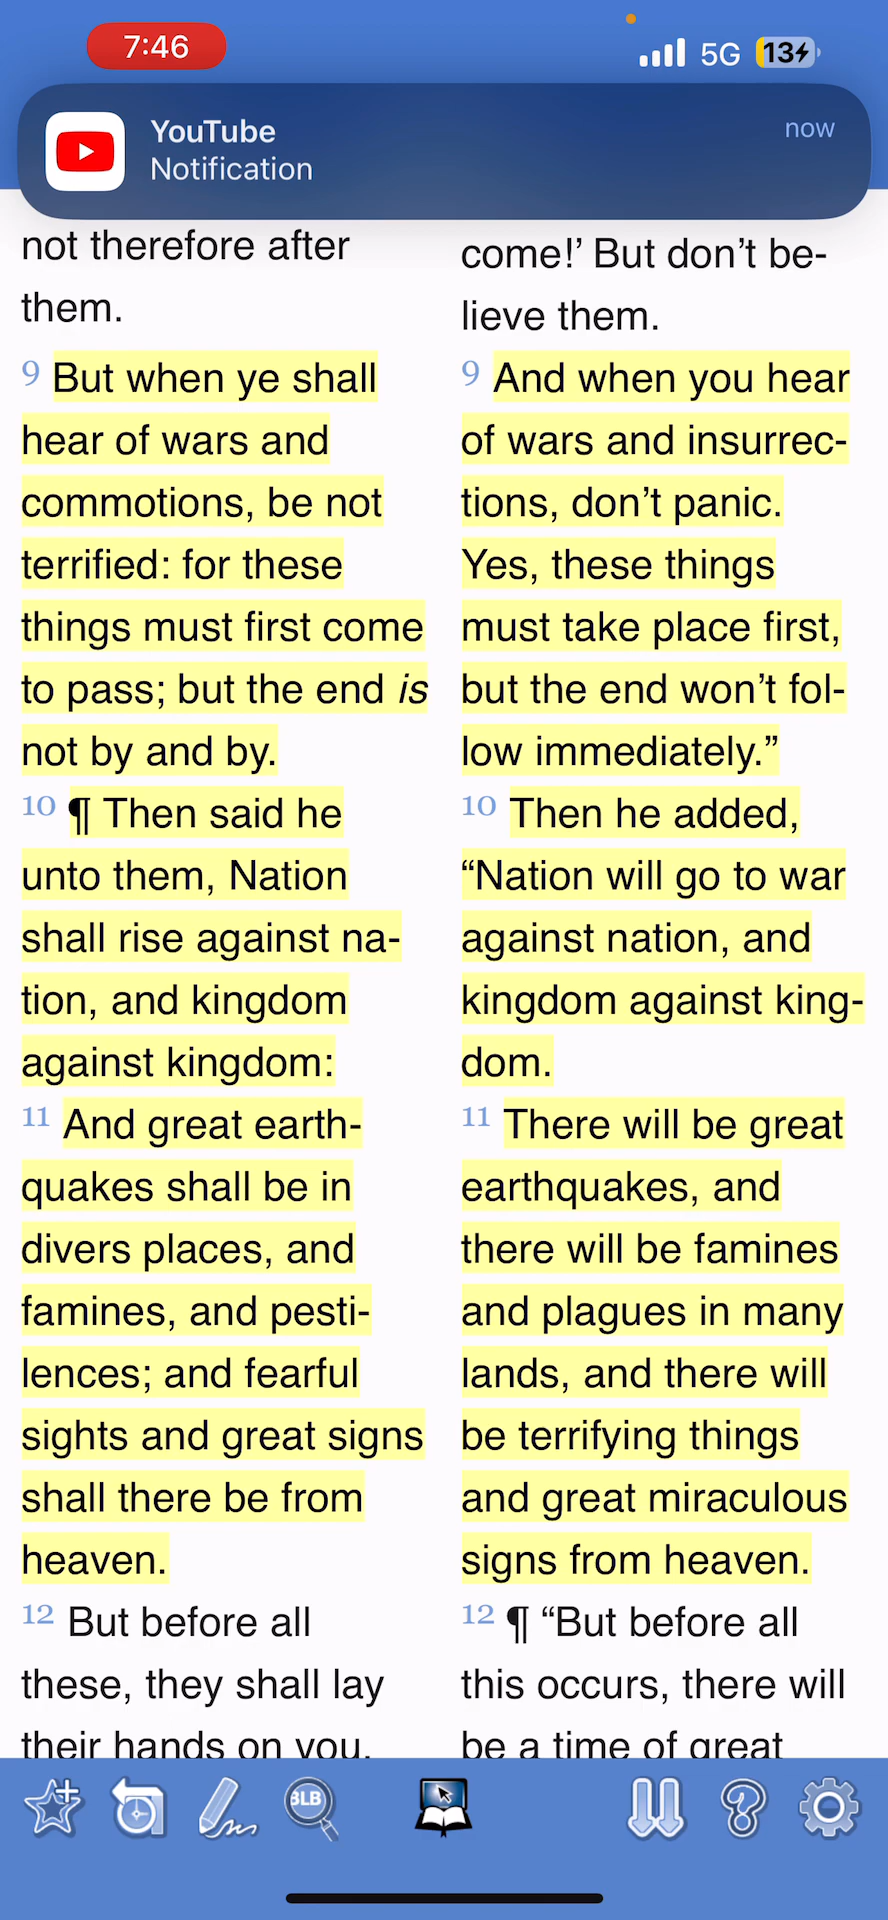 7:46
5G
13
YouTube
now
Notification
not therefore after
them.
9 But when ye shall
hear of wars and
commotions, be not
terrified: for these
things must first come
to pass; but the end is
not by and by.
10 ¶ Then said he
unto them, Nation
shall rise against na-
tion, and kingdom
against kingdom:
11 And great earth-
quakes shall be in
divers places, and
famines, and pesti-
lences; and fearful
sights and great signs
shall there be from
heaven.
12 But before all
these, they shall lay
their hands on you,
come!’ But don’t be-
lieve them.
9 And when you hear
of wars and insurrec-
tions, don’t panic.
Yes, these things
must take place first,
but the end won’t fol-
low immediately.”
10 Then he added,
“Nation will go to war
against nation, and
kingdom against king-
dom.
11 There will be great
earthquakes, and
there will be famines
and plagues in many
lands, and there will
be terrifying things
and great miraculous
signs from heaven.
12 ¶ “But before all
this occurs, there will
be a time of great
BLB